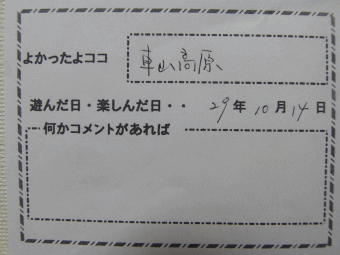 よかったよココ 車山高原
遊んだ日・楽しんだ日・・ 29年10月14日
何かコメントがあれば